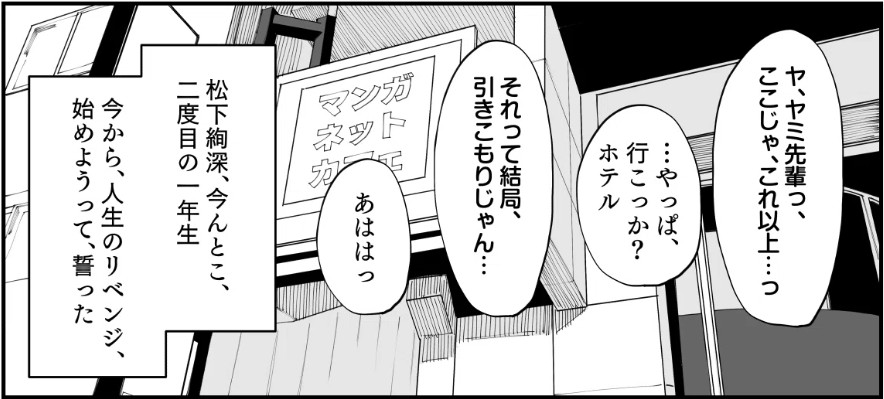 ヤ、ヤミ先輩っ、
ここじゃ、これ以上…っ
…やっぱ、
行こっか？
ホテル
それって結局、
引きこもりじゃん…
あははっ
マンガ
ネット
カフェ
松下絢深、今んとこ、
二度目の一年生
今から、人生のリベンジ、
始めようって、誓った